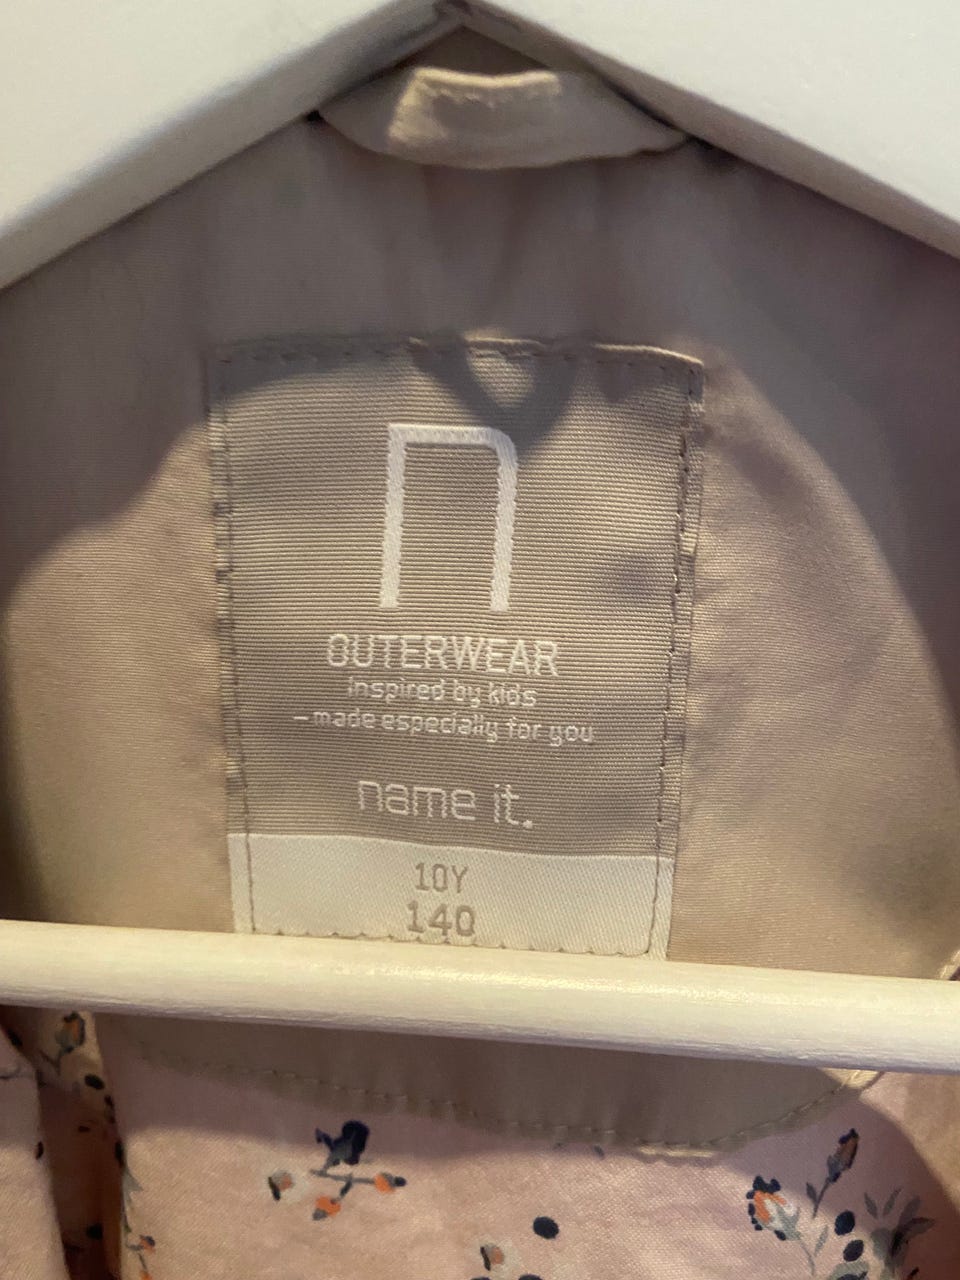 n
OUTERWEAR
inspired by kids
– made especially for you
name it.
10Y
140